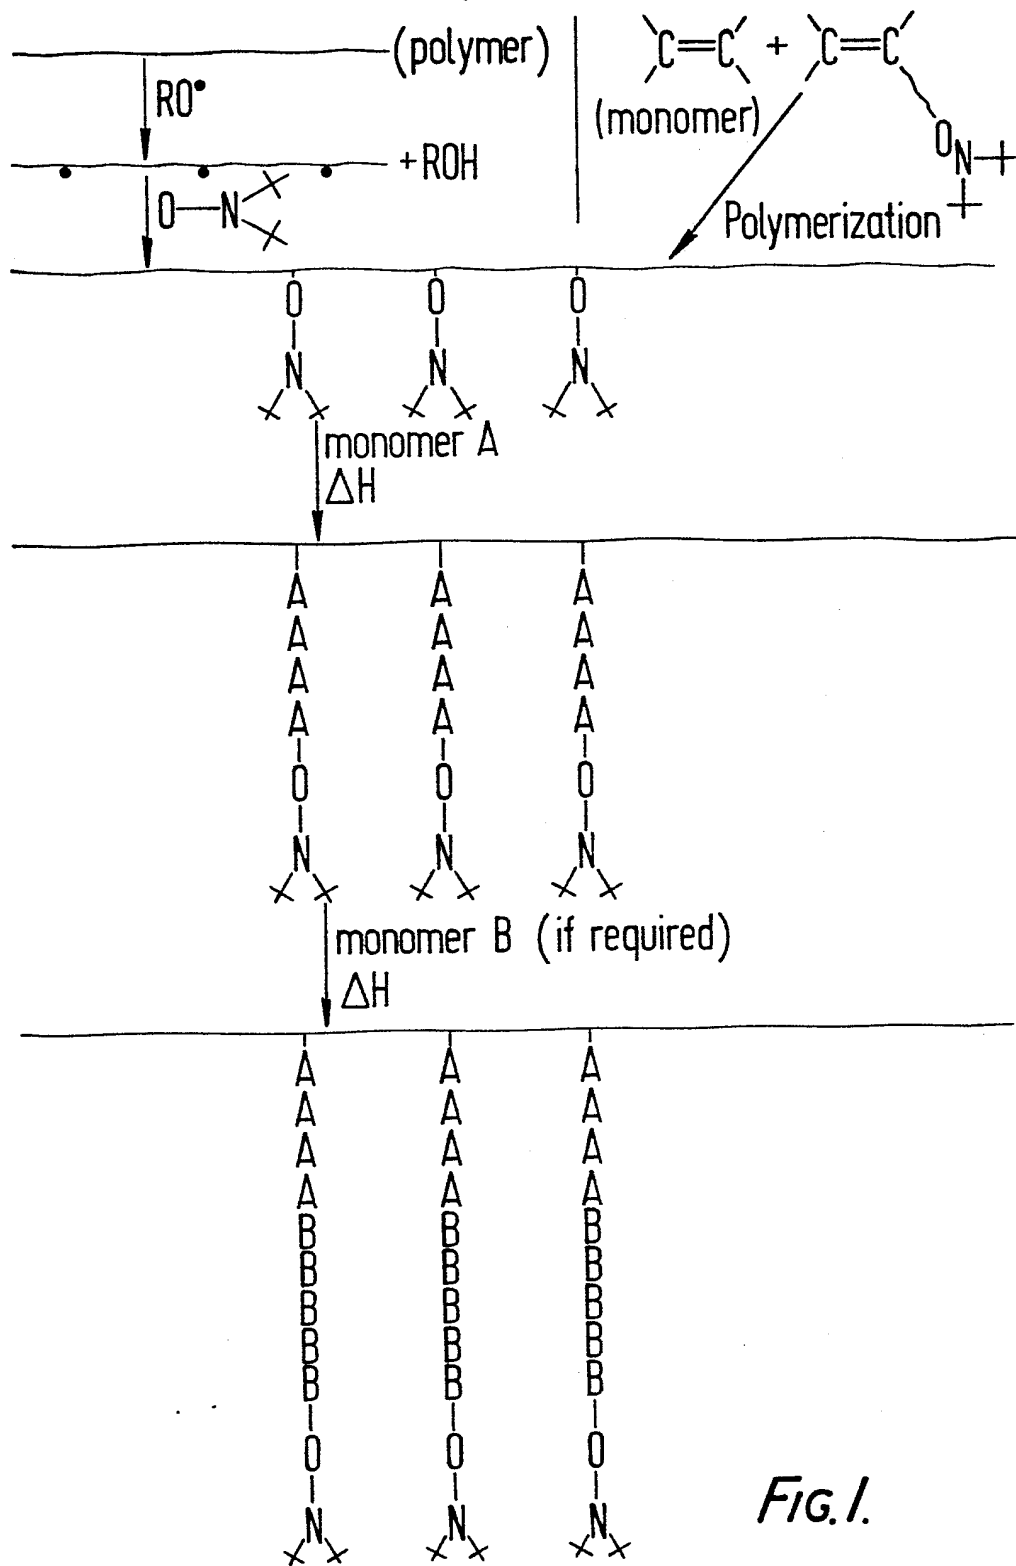 (polymer)
RO•
+ROH
O—N
C=C + C=C
(monomer)
O
N
Polymerization
O O O
N N N
monomer A
ΔH
A A A
A A A
A A A
A A A
O O O
N N N
monomer B (if required)
ΔH
A A A
A A A
A A A
A A A
B B B
B B B
B B B
B B B
B B B
O O O
N N N
FIG.1.